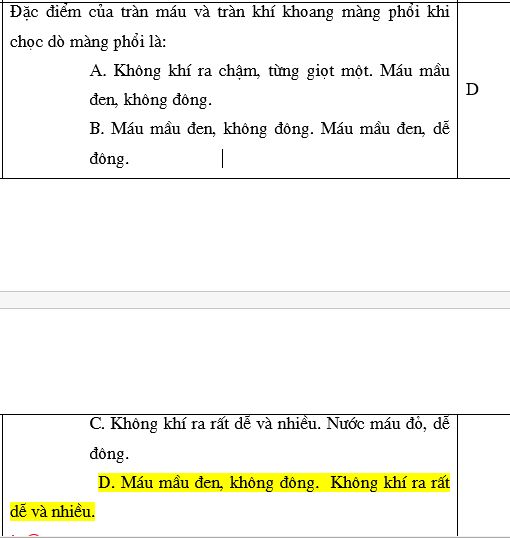 Đặc điểm của tràn máu và tràn khí khoang màng phổi khi
chọc dò màng phổi là:
A. Không khí ra chậm, từng giọt một. Máu mầu
đen, không đông.
D
B. Máu mầu đen, không đông. Máu mầu đen, dễ
đông.
C. Không khí ra rất dễ và nhiều. Nước máu đỏ, dễ
đông.
D. Máu mầu đen, không đông. Không khí ra rất
dễ và nhiều.